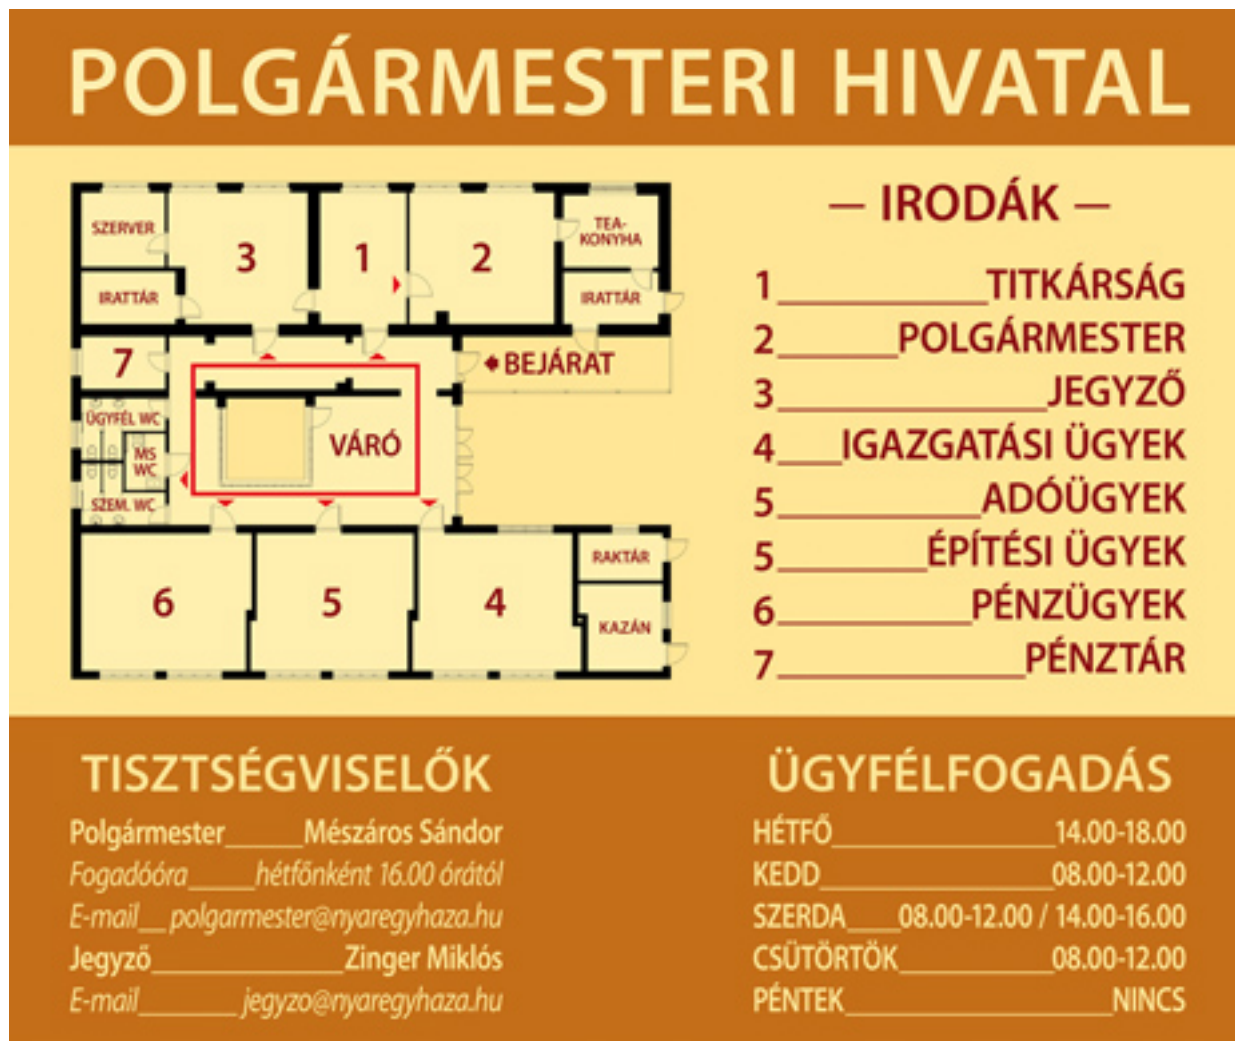 POLGÁRMESTERI HIVATAL
SZERVER
3
1
2
TEA-
KONYHA
IRATTÁR
IRATTÁR
7
BEJÁRAT
ÜGYFÉL WC
MS
WC
VÁRÓ
SZEM. WC
6
5
4
RAKTÁR
KAZÁN
— IRODÁK —
1 TITKÁRSÁG
2 POLGÁRMESTER
3 JEGYZŐ
4 IGAZGATÁSI ÜGYEK
5 ADÓÜGYEK
5 ÉPÍTÉSI ÜGYEK
6 PÉNZÜGYEK
7 PÉNZTÁR
TISZTSÉGVISELŐK
Polgármester Mészáros Sándor
Fogadóóra hétfőnként 16.00 órától
E-mail polgarmester@nyaregyhaza.hu
Jegyző Zinger Miklós
E-mail jegyzo@nyaregyhaza.hu
ÜGYFÉLFOGADÁS
HÉTFŐ 14.00-18.00
KEDD 08.00-12.00
SZERDA 08.00-12.00 / 14.00-16.00
CSÜTÖRTÖK 08.00-12.00
PÉNTEK NINCS